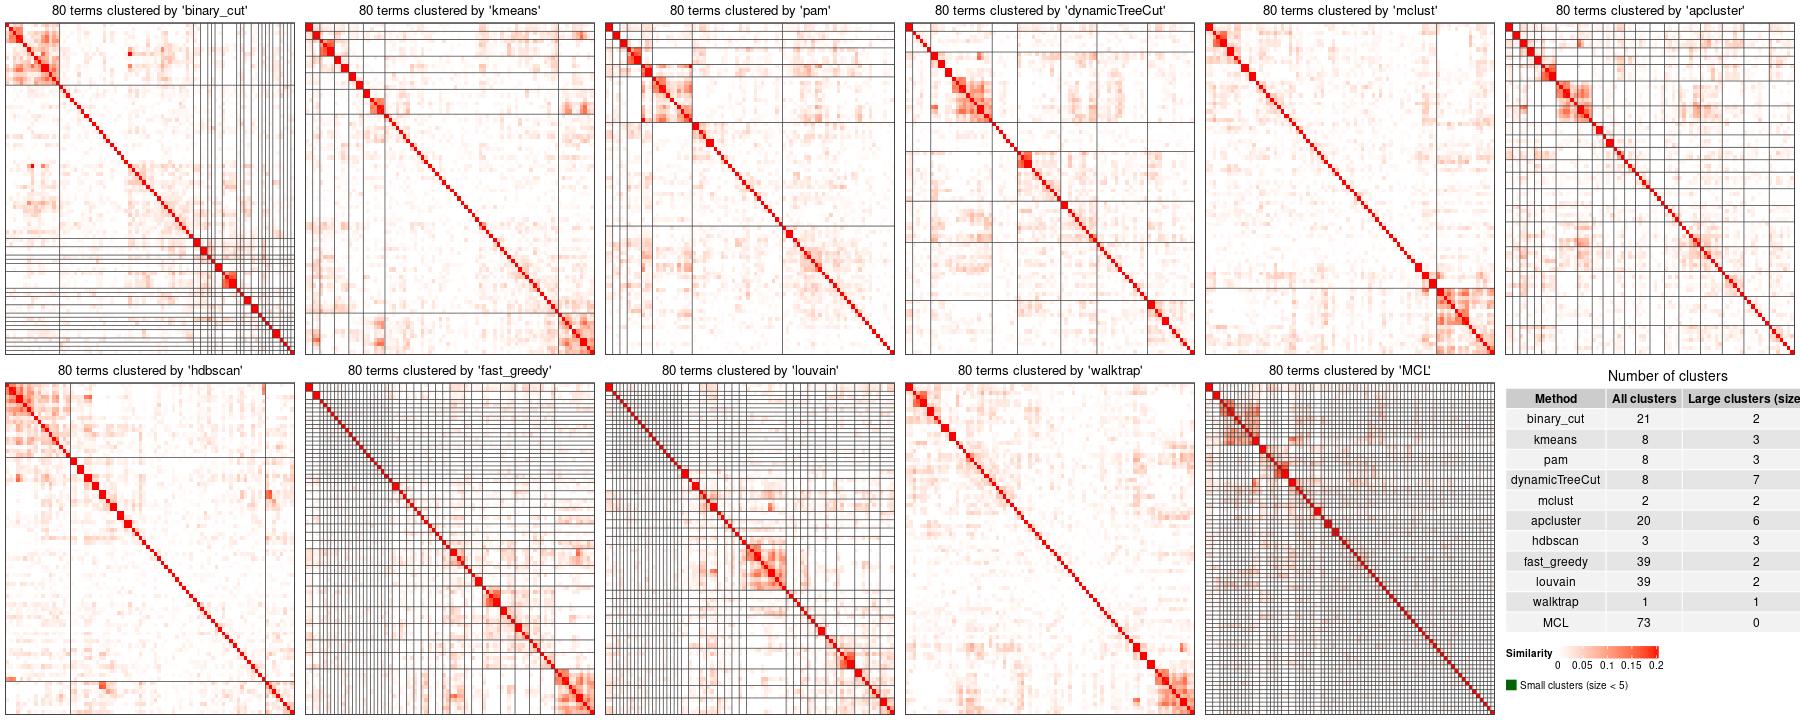 80 terms clustered by 'binary_cut'
80 terms clustered by 'kmeans'
80 terms clustered by 'pam'
80 terms clustered by 'dynamicTreeCut'
80 terms clustered by 'mclust'
80 terms clustered by 'apcluster'
80 terms clustered by 'hdbscan'
80 terms clustered by 'fast_greedy'
80 terms clustered by 'louvain'
80 terms clustered by 'walktrap'
80 terms clustered by 'MCL'
Number of clusters
Method All clusters Large clusters (size
binary_cut 21 2
kmeans 8 3
pam 8 3
dynamicTreeCut 8 7
mclust 2 2
apcluster 20 6
hdbscan 3 3
fast_greedy 39 2
louvain 39 2
walktrap 1 1
MCL 73 0
Similarity
0 0.05 0.1 0.15 0.2
Small clusters (size < 5)